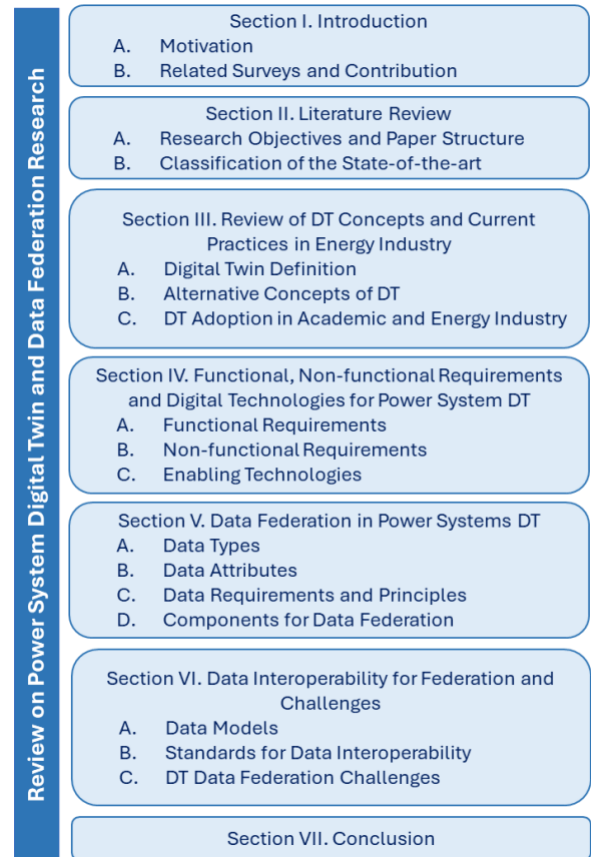 Review on Power System Digital Twin and Data Federation Research
Section I. Introduction
A. Motivation
B. Related Surveys and Contribution
Section II. Literature Review
A. Research Objectives and Paper Structure
B. Classification of the State-of-the-art
Section III. Review of DT Concepts and Current
Practices in Energy Industry
A. Digital Twin Definition
B. Alternative Concepts of DT
C. DT Adoption in Academic and Energy Industry
Section IV. Functional, Non-functional Requirements
and Digital Technologies for Power System DT
A. Functional Requirements
B. Non-functional Requirements
C. Enabling Technologies
Section V. Data Federation in Power Systems DT
A. Data Types
B. Data Attributes
C. Data Requirements and Principles
D. Components for Data Federation
Section VI. Data Interoperability for Federation and
Challenges
A. Data Models
B. Standards for Data Interoperability
C. DT Data Federation Challenges
Section VII. Conclusion